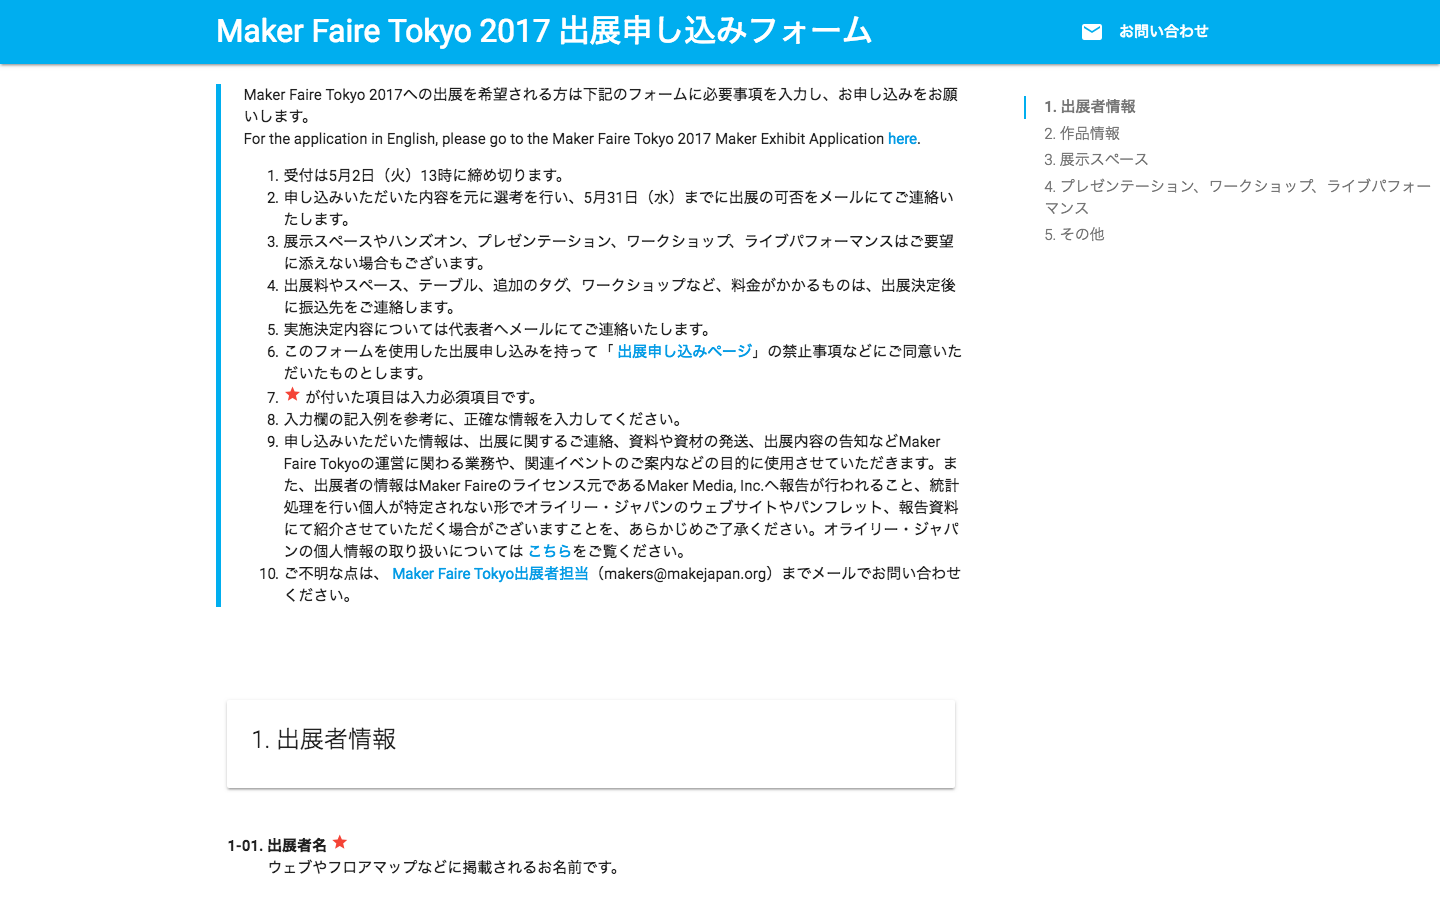 Maker Faire Tokyo 2017 出展申し込みフォーム
お問い合わせ
Maker Faire Tokyo 2017への出展を希望される方は下記のフォームに必要事項を入力し、お申し込みをお願
いします。
For the application in English, please go to the Maker Faire Tokyo 2017 Maker Exhibit Application here.
1. 受付は5月2日（火）13時に締め切ります。
2. 申し込みいただいた内容を元に選考を行い、5月31日（水）までに出展の可否をメールにてご連絡い
たします。
3. 展示スペースやハンズオン、プレゼンテーション、ワークショップ、ライブパフォーマンスはご要望
に添えない場合もございます。
4. 出展料やスペース、テーブル、追加のタグ、ワークショップなど、料金がかかるものは、出展決定後
に振込先をご連絡します。
5. 実施決定内容については代表者へメールにてご連絡いたします。
6. このフォームを使用した出展申し込みを持って「 出展申し込みページ」の禁止事項などにご同意いた
だいたものとします。
7. ★ が付いた項目は入力必須項目です。
8. 入力欄の記入例を参考に、正確な情報を入力してください。
9. 申し込みいただいた情報は、出展に関するご連絡、資料や資材の発送、出展内容の告知などMaker
Faire Tokyoの運営に関わる業務や、関連イベントのご案内などの目的に使用させていただきます。ま
た、出展者の情報はMaker Faireのライセンス元であるMaker Media, Inc.へ報告が行われること、統計
処理を行い個人が特定されない形でオライリー・ジャパンのウェブサイトやパンフレット、報告資料
にて紹介させていただく場合がございますことを、あらかじめご了承ください。オライリー・ジャパ
ンの個人情報の取り扱いについては こちらをご覧ください。
10. ご不明な点は、 Maker Faire Tokyo出展者担当（makers@makejapan.org）までメールでお問い合わせ
ください。
1. 出展者情報
2. 作品情報
3. 展示スペース
4. プレゼンテーション、ワークショップ、ライブパフォー
マンス
5. その他
1. 出展者情報
1-01. 出展者名 ★
ウェブやフロアマップなどに掲載されるお名前です。